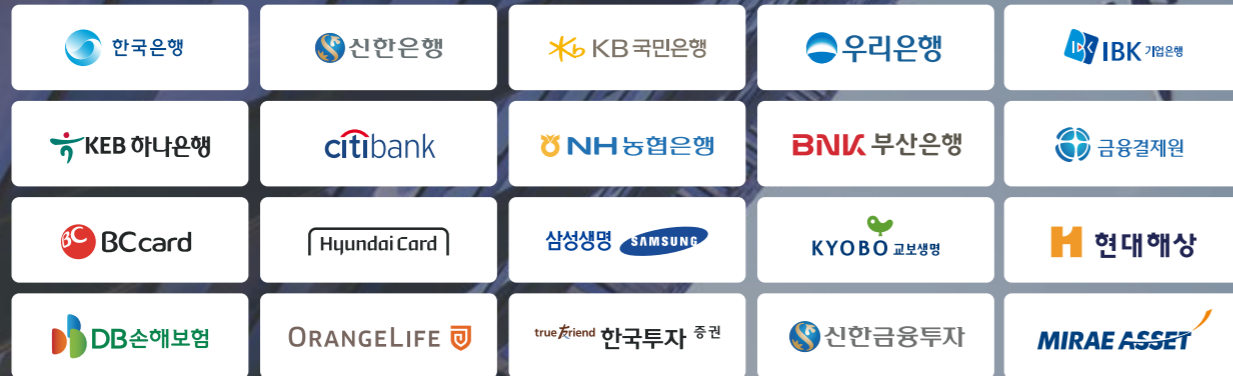 한국은행
신한은행
KB 국민은행
우리은행
IBK 기업은행
KEB 하나은행
citibank
NH 농협은행
BNK 부산은행
금융결제원
BC BC card
Hyundai Card
삼성생명 SAMSUNG
KYOBO 교보생명
현대해상
DB손해보험
ORANGELIFE
true friend 한국투자 증권
신한금융투자
MIRAE ASSET